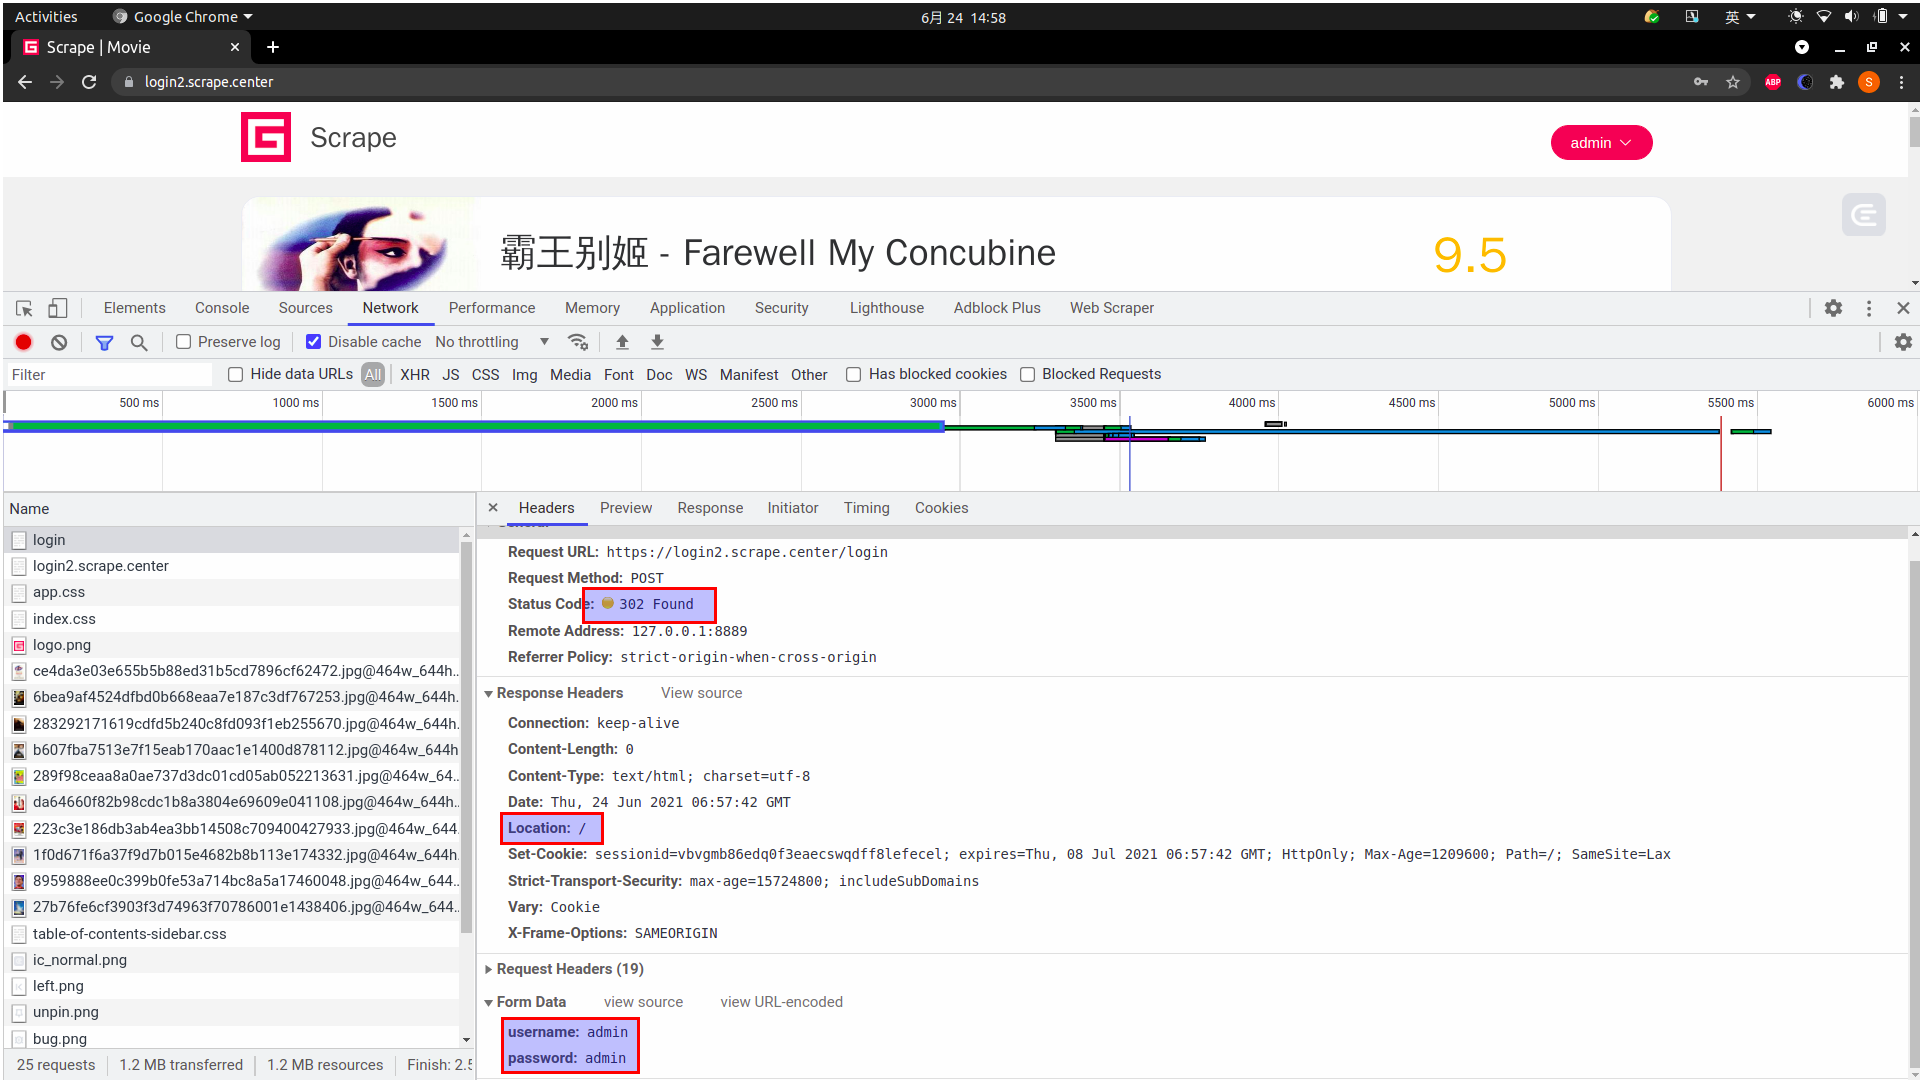 Activities Google Chrome 6月 24 14:58 英
Scrape | Movie
login2.scrape.center ABP S
Scrape admin
霸王别姬 - Farewell My Concubine 9.5
Elements Console Sources Network Performance Memory Application Security Lighthouse Adblock Plus Web Scraper
Preserve log Disable cache No throttling
Filter Hide data URLs All XHR JS CSS Img Media Font Doc WS Manifest Other Has blocked cookies Blocked Requests
500 ms 1000 ms 1500 ms 2000 ms 2500 ms 3000 ms 3500 ms 4000 ms 4500 ms 5000 ms 5500 ms 6000 ms
Name
login
login2.scrape.center
app.css
index.css
logo.png
ce4da3e03e655b5b88ed31b5cd7896cf62472.jpg@464w_644h..
6bea9af4524dfbd0b668eaa7e187c3df767253.jpg@464w_644h.
283292171619cdfd5b240c8fd093f1eb255670.jpg@464w_644h.
b607fba7513e7f15eab170aac1e1400d878112.jpg@464w_644h
289f98ceaa8a0ae737d3dc01cd05ab052213631.jpg@464w_64..
da64660f82b98cdc1b8a3804e69609e041108.jpg@464w_644h..
223c3e186db3ab4ea3bb14508c709400427933.jpg@464w_644.
1f0d671f6a37f9d7b015e4682b8b113e174332.jpg@464w_644h.
8959888ee0c399b0fe53a714bc8a5a17460048.jpg@464w_644..
27b76fe6cf3903f3d74963f70786001e1438406.jpg@464w_644..
table-of-contents-sidebar.css
ic_normal.png
left.png
unpin.png
bug.png
25 requests 1.2 MB transferred 1.2 MB resources Finish: 2.5
Headers Preview Response Initiator Timing Cookies
General
Request URL: https://login2.scrape.center/login
Request Method: POST
Status Code: 302 Found
Remote Address: 127.0.0.1:8889
Referrer Policy: strict-origin-when-cross-origin
Response Headers View source
Connection: keep-alive
Content-Length: 0
Content-Type: text/html; charset=utf-8
Date: Thu, 24 Jun 2021 06:57:42 GMT
Location: /
Set-Cookie: sessionid=vbvgmb86edq0f3eaecswqdff8lefecel; expires=Thu, 08 Jul 2021 06:57:42 GMT; HttpOnly; Max-Age=1209600; Path=/; SameSite=Lax
Strict-Transport-Security: max-age=15724800; includeSubDomains
Vary: Cookie
X-Frame-Options: SAMEORIGIN
Request Headers (19)
Form Data view source view URL-encoded
username: admin
password: admin